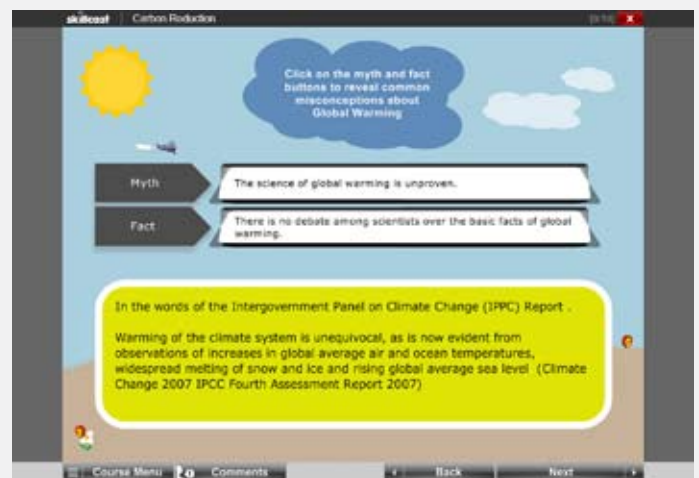 skillcast Carbon Reduction
Click on the myth and fact
buttons to reveal common
misconceptions about
Global Warming
Myth
The science of global warming is unproven.
Fact
There is no debate among scientists over the basic facts of global
warming.
In the words of the Intergovernment Panel on Climate Change (IPPC) Report .
Warming of the climate system is unequivocal, as is now evident from
observations of increases in global average air and ocean temperatures,
widespread melting of snow and ice and rising global average sea level (Climate
Change 2007 IPCC Fourth Assessment Report 2007)
Course Menu Comments Back Next